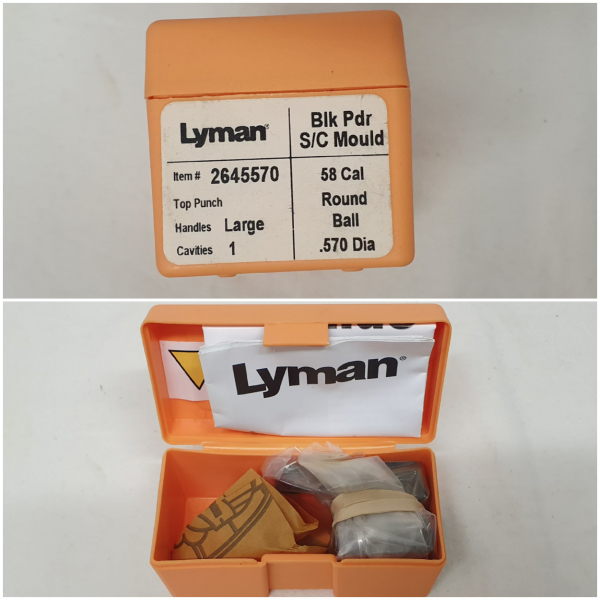 Lyman®
Blk Pdr
S/C Mould
Item # 2645570
Top Punch
Handles Large
Cavities 1
58 Cal
Round
Ball
.570 Dia
Lyman®